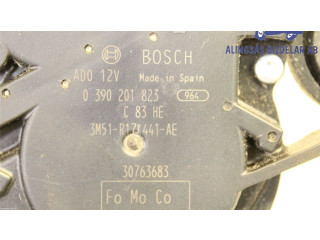 BOSCH
ADO 12V Made in Spain
0 390 201 823 964
C 83 HE
3M51-R17K441-AE
30763683
Fo Mo Co